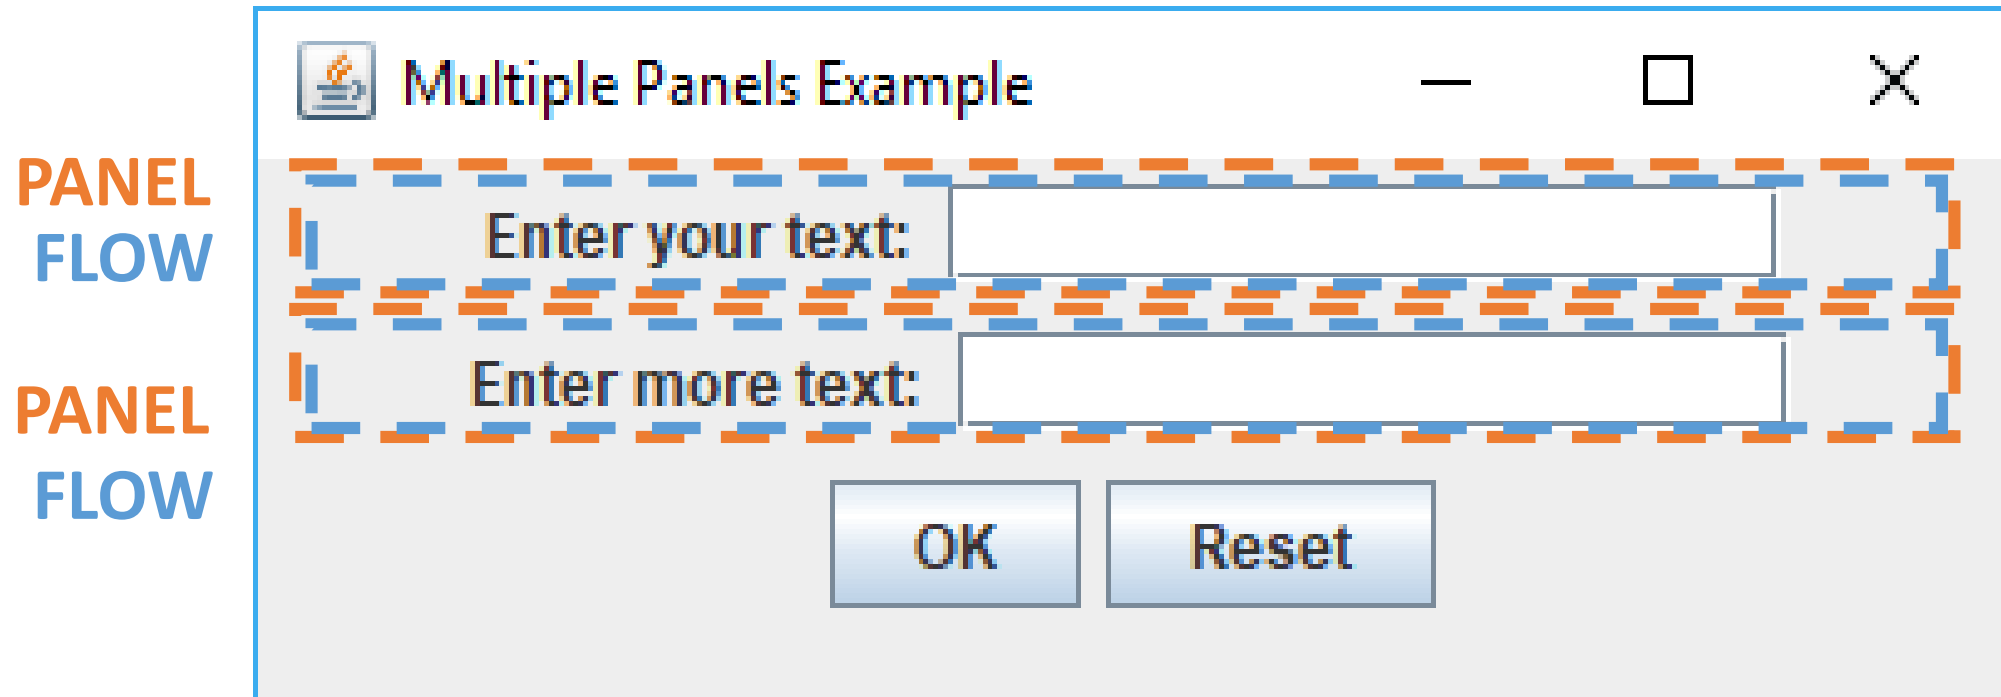 Multiple Panels Example
PANEL
FLOW
Enter your text:
PANEL
FLOW
Enter more text:
OK Reset